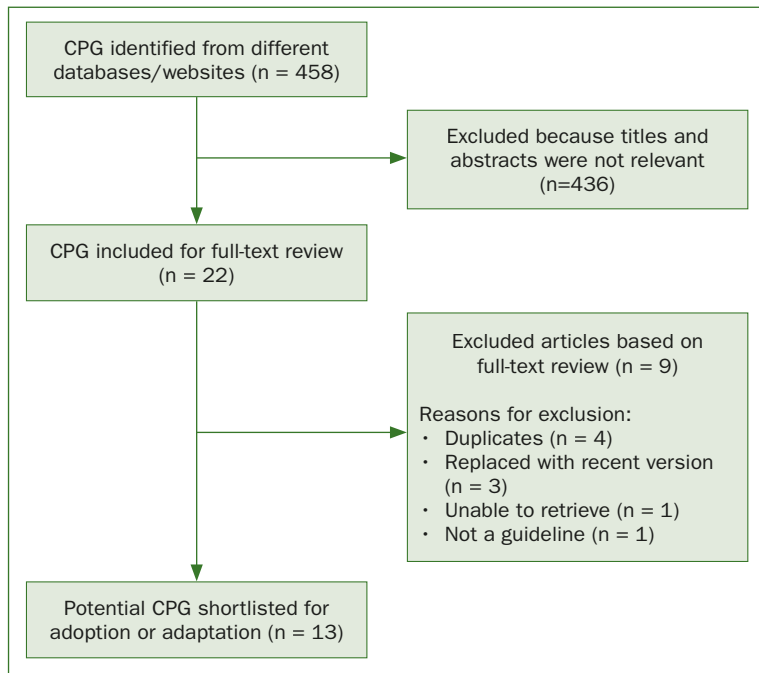 CPG identified from different
databases/websites (n = 458)
Excluded because titles and
abstracts were not relevant
(n=436)
CPG included for full-text review
(n = 22)
Excluded articles based on
full-text review (n = 9)
Reasons for exclusion:
• Duplicates (n = 4)
• Replaced with recent version
(n = 3)
• Unable to retrieve (n = 1)
• Not a guideline (n = 1)
Potential CPG shortlisted for
adoption or adaptation (n = 13)